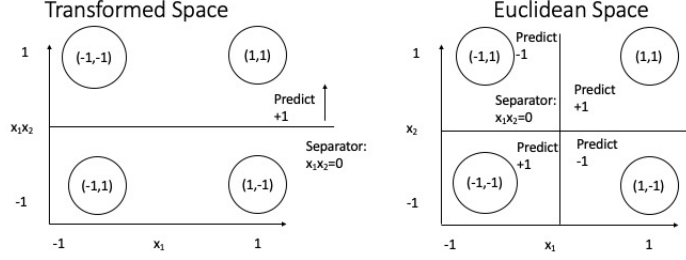 Transformed Space
1
(-1,-1)
(1,1)
Predict
+1
x₁x₂
Separator:
x₁x₂=0
(-1,1)
(1,-1)
-1
-1
x₁
1
Euclidean Space
1
(-1,1)
Predict
-1
(1,1)
Separator:
x₁x₂=0
Predict
+1
x₂
Predict
+1
Predict
-1
(-1,-1)
(1,-1)
-1
-1
x₁
1